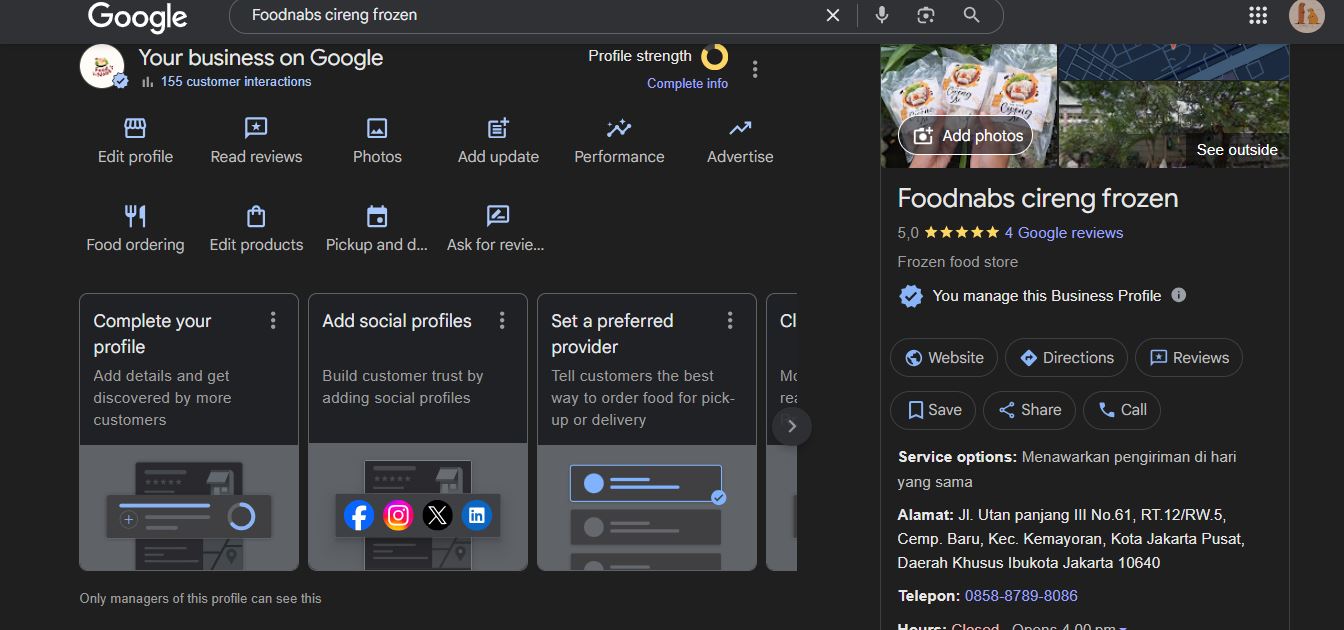 Google
Foodnabs cireng frozen
Your business on Google
155 customer interactions
Profile strength
Complete info
Edit profile
Read reviews
Photos
Add update
Performance
Advertise
Food ordering
Edit products
Pickup and d...
Ask for revie...
Complete your
profile
Add details and get
discovered by more
customers
Add social profiles
Build customer trust by
adding social profiles
Set a preferred
provider
Tell customers the best
way to order food for pick-
up or delivery
Only managers of this profile can see this
Add photos
See outside
Foodnabs cireng frozen
5,0
4 Google reviews
Frozen food store
You manage this Business Profile
Website
Directions
Reviews
Save
Share
Call
Service options: Menawarkan pengiriman di hari
yang sama
Alamat: Jl. Utan panjang III No.61, RT.12/RW.5,
Cemp. Baru, Kec. Kemayoran, Kota Jakarta Pusat,
Daerah Khusus Ibukota Jakarta 10640
Telepon: 0858-8789-8086
Hours: Closed · Opens 4.00 pm